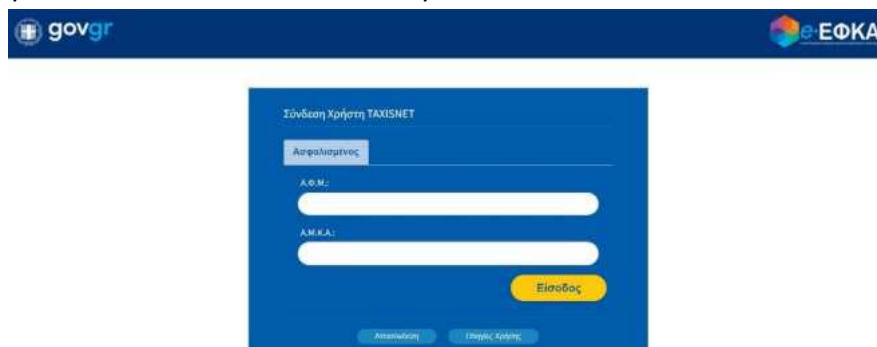 govgr
e-ΕΦΚΑ
Σύνδεση Χρήστη TAXISNET
Ασφαλισμένος
Α.Φ.Μ.:
Α.Μ.Κ.Α.:
Είσοδος
Αποσύνδεση
Οδηγίες Χρήσης